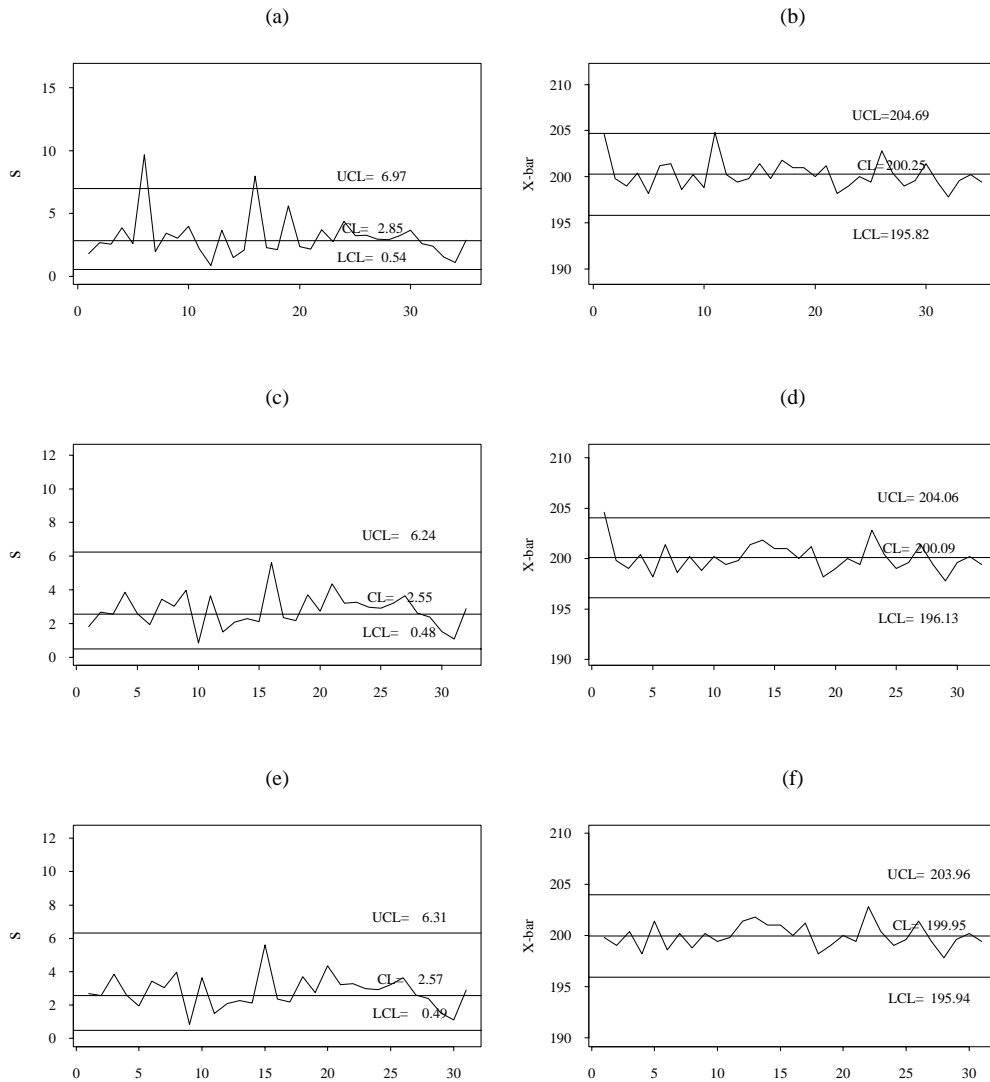 (a)
S
15
10
5
0
UCL= 6.97
CL= 2.85
LCL= 0.54
0 10 20 30
(b)
X-bar
210
205
200
195
190
UCL=204.69
CL=200.25
LCL=195.82
0 10 20 30
(c)
S
12
10
8
6
4
2
0
UCL= 6.24
CL= 2.55
LCL= 0.48
0 5 10 15 20 25 30
(d)
X-bar
210
205
200
195
190
UCL= 204.06
CL= 200.09
LCL= 196.13
0 5 10 15 20 25 30
(e)
S
12
10
8
6
4
2
0
UCL= 6.31
CL= 2.57
LCL= 0.49
0 5 10 15 20 25 30
(f)
X-bar
210
205
200
195
190
UCL= 203.96
CL= 199.95
LCL= 195.94
0 5 10 15 20 25 30